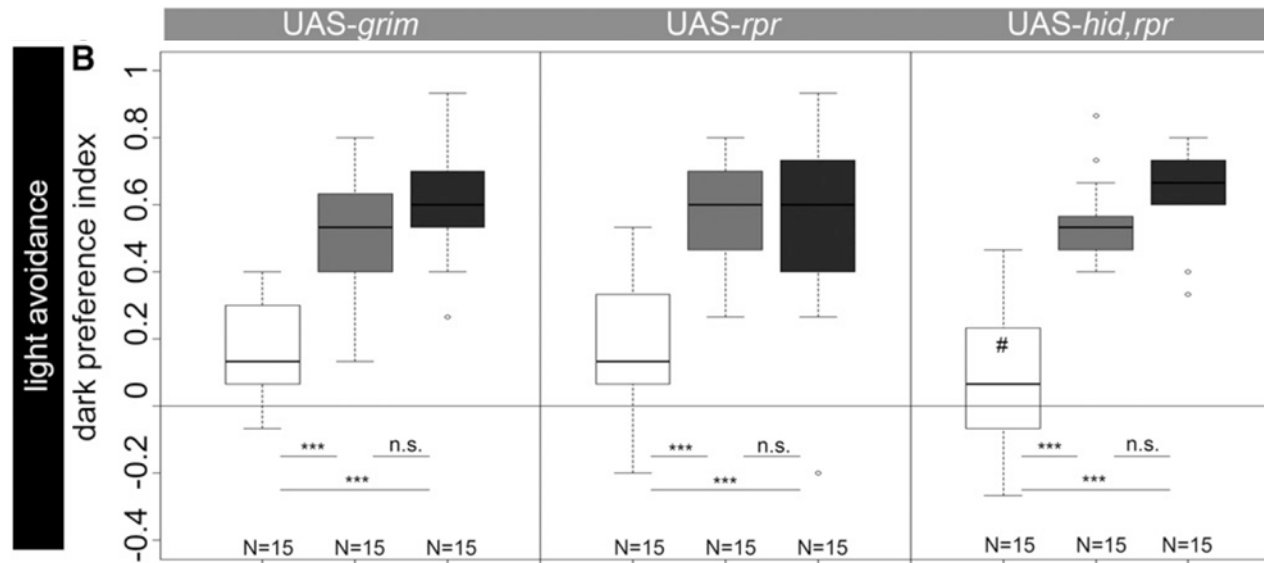 UAS-grim UAS-rpr UAS-hid,rpr
B
light avoidance
dark preference index
1
0.8
0.6
0.4
0.2
0
-0.2
-0.4
#
*** n.s. *** n.s. *** n.s.
*** *** ***
N=15 N=15 N=15 N=15 N=15 N=15 N=15 N=15 N=15